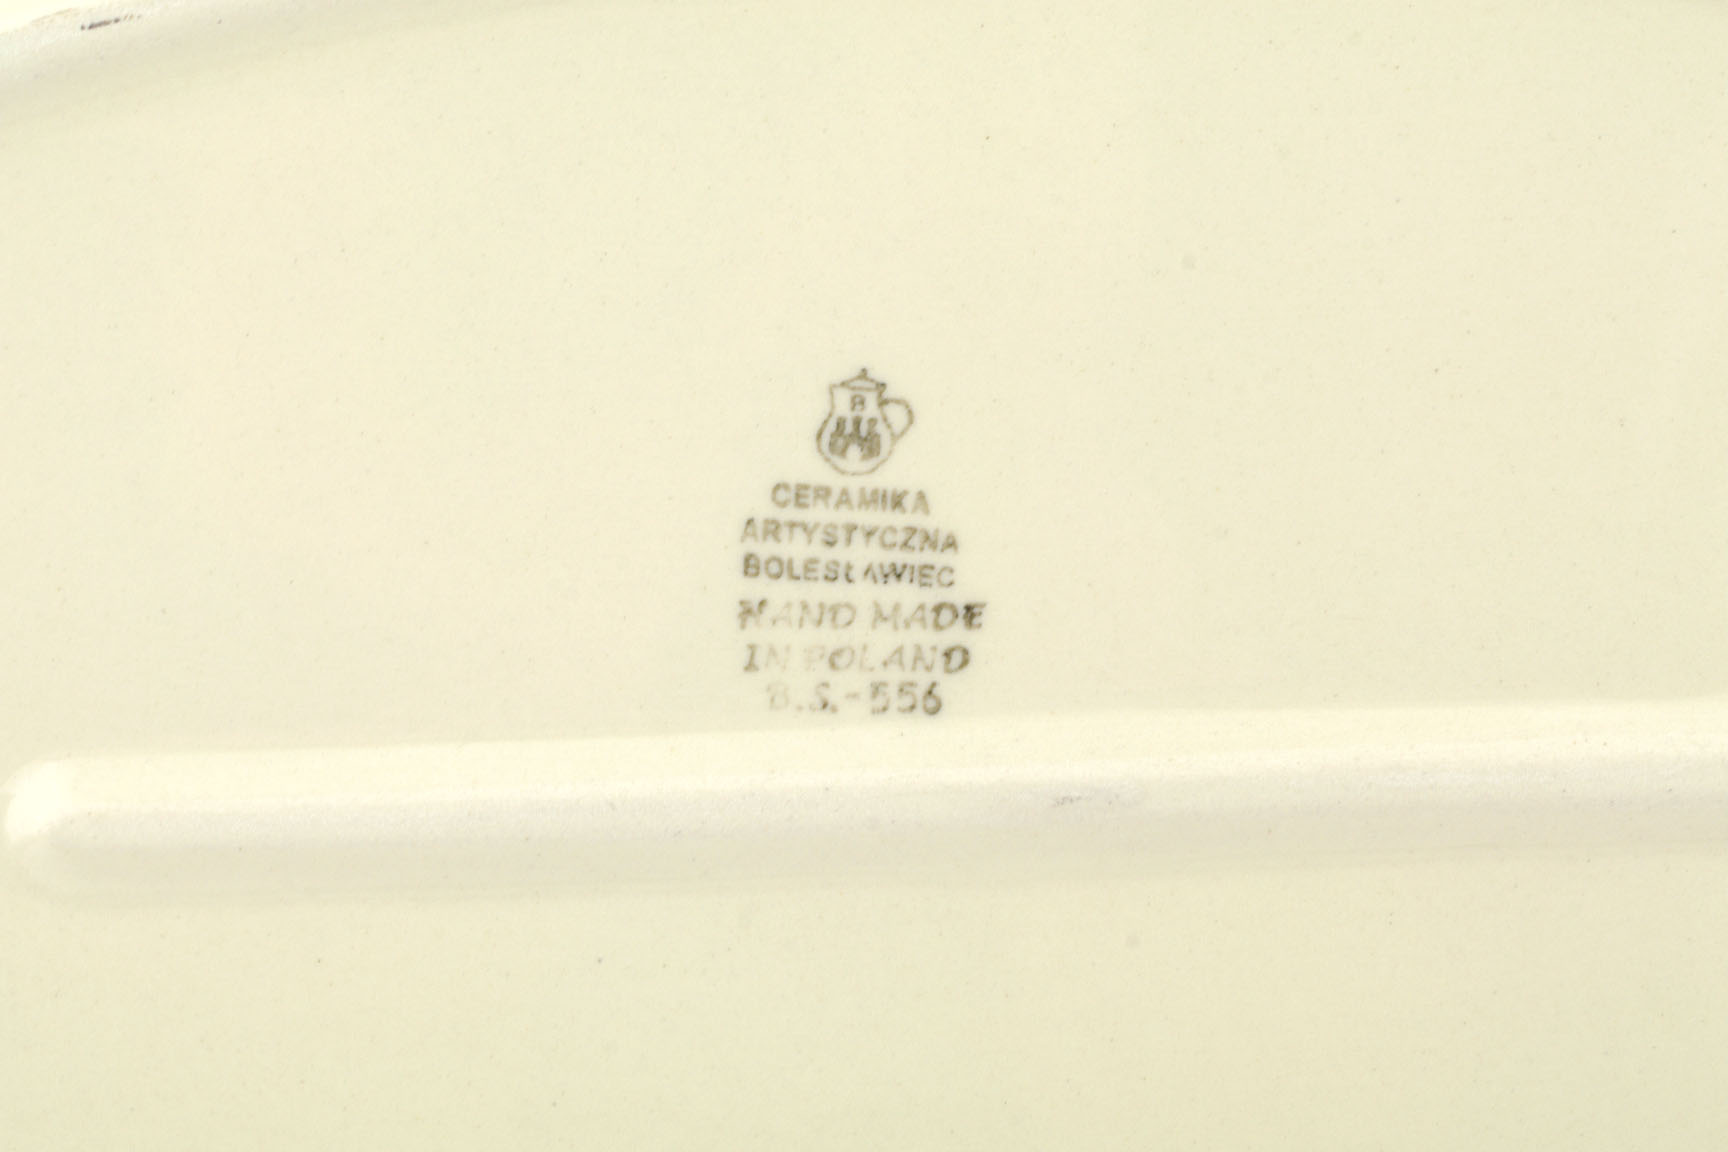 B
CERAMIKA
ARTYSTYCZNA
BOLESŁAWIEC
HAND MADE
IN POLAND
B.S.-556